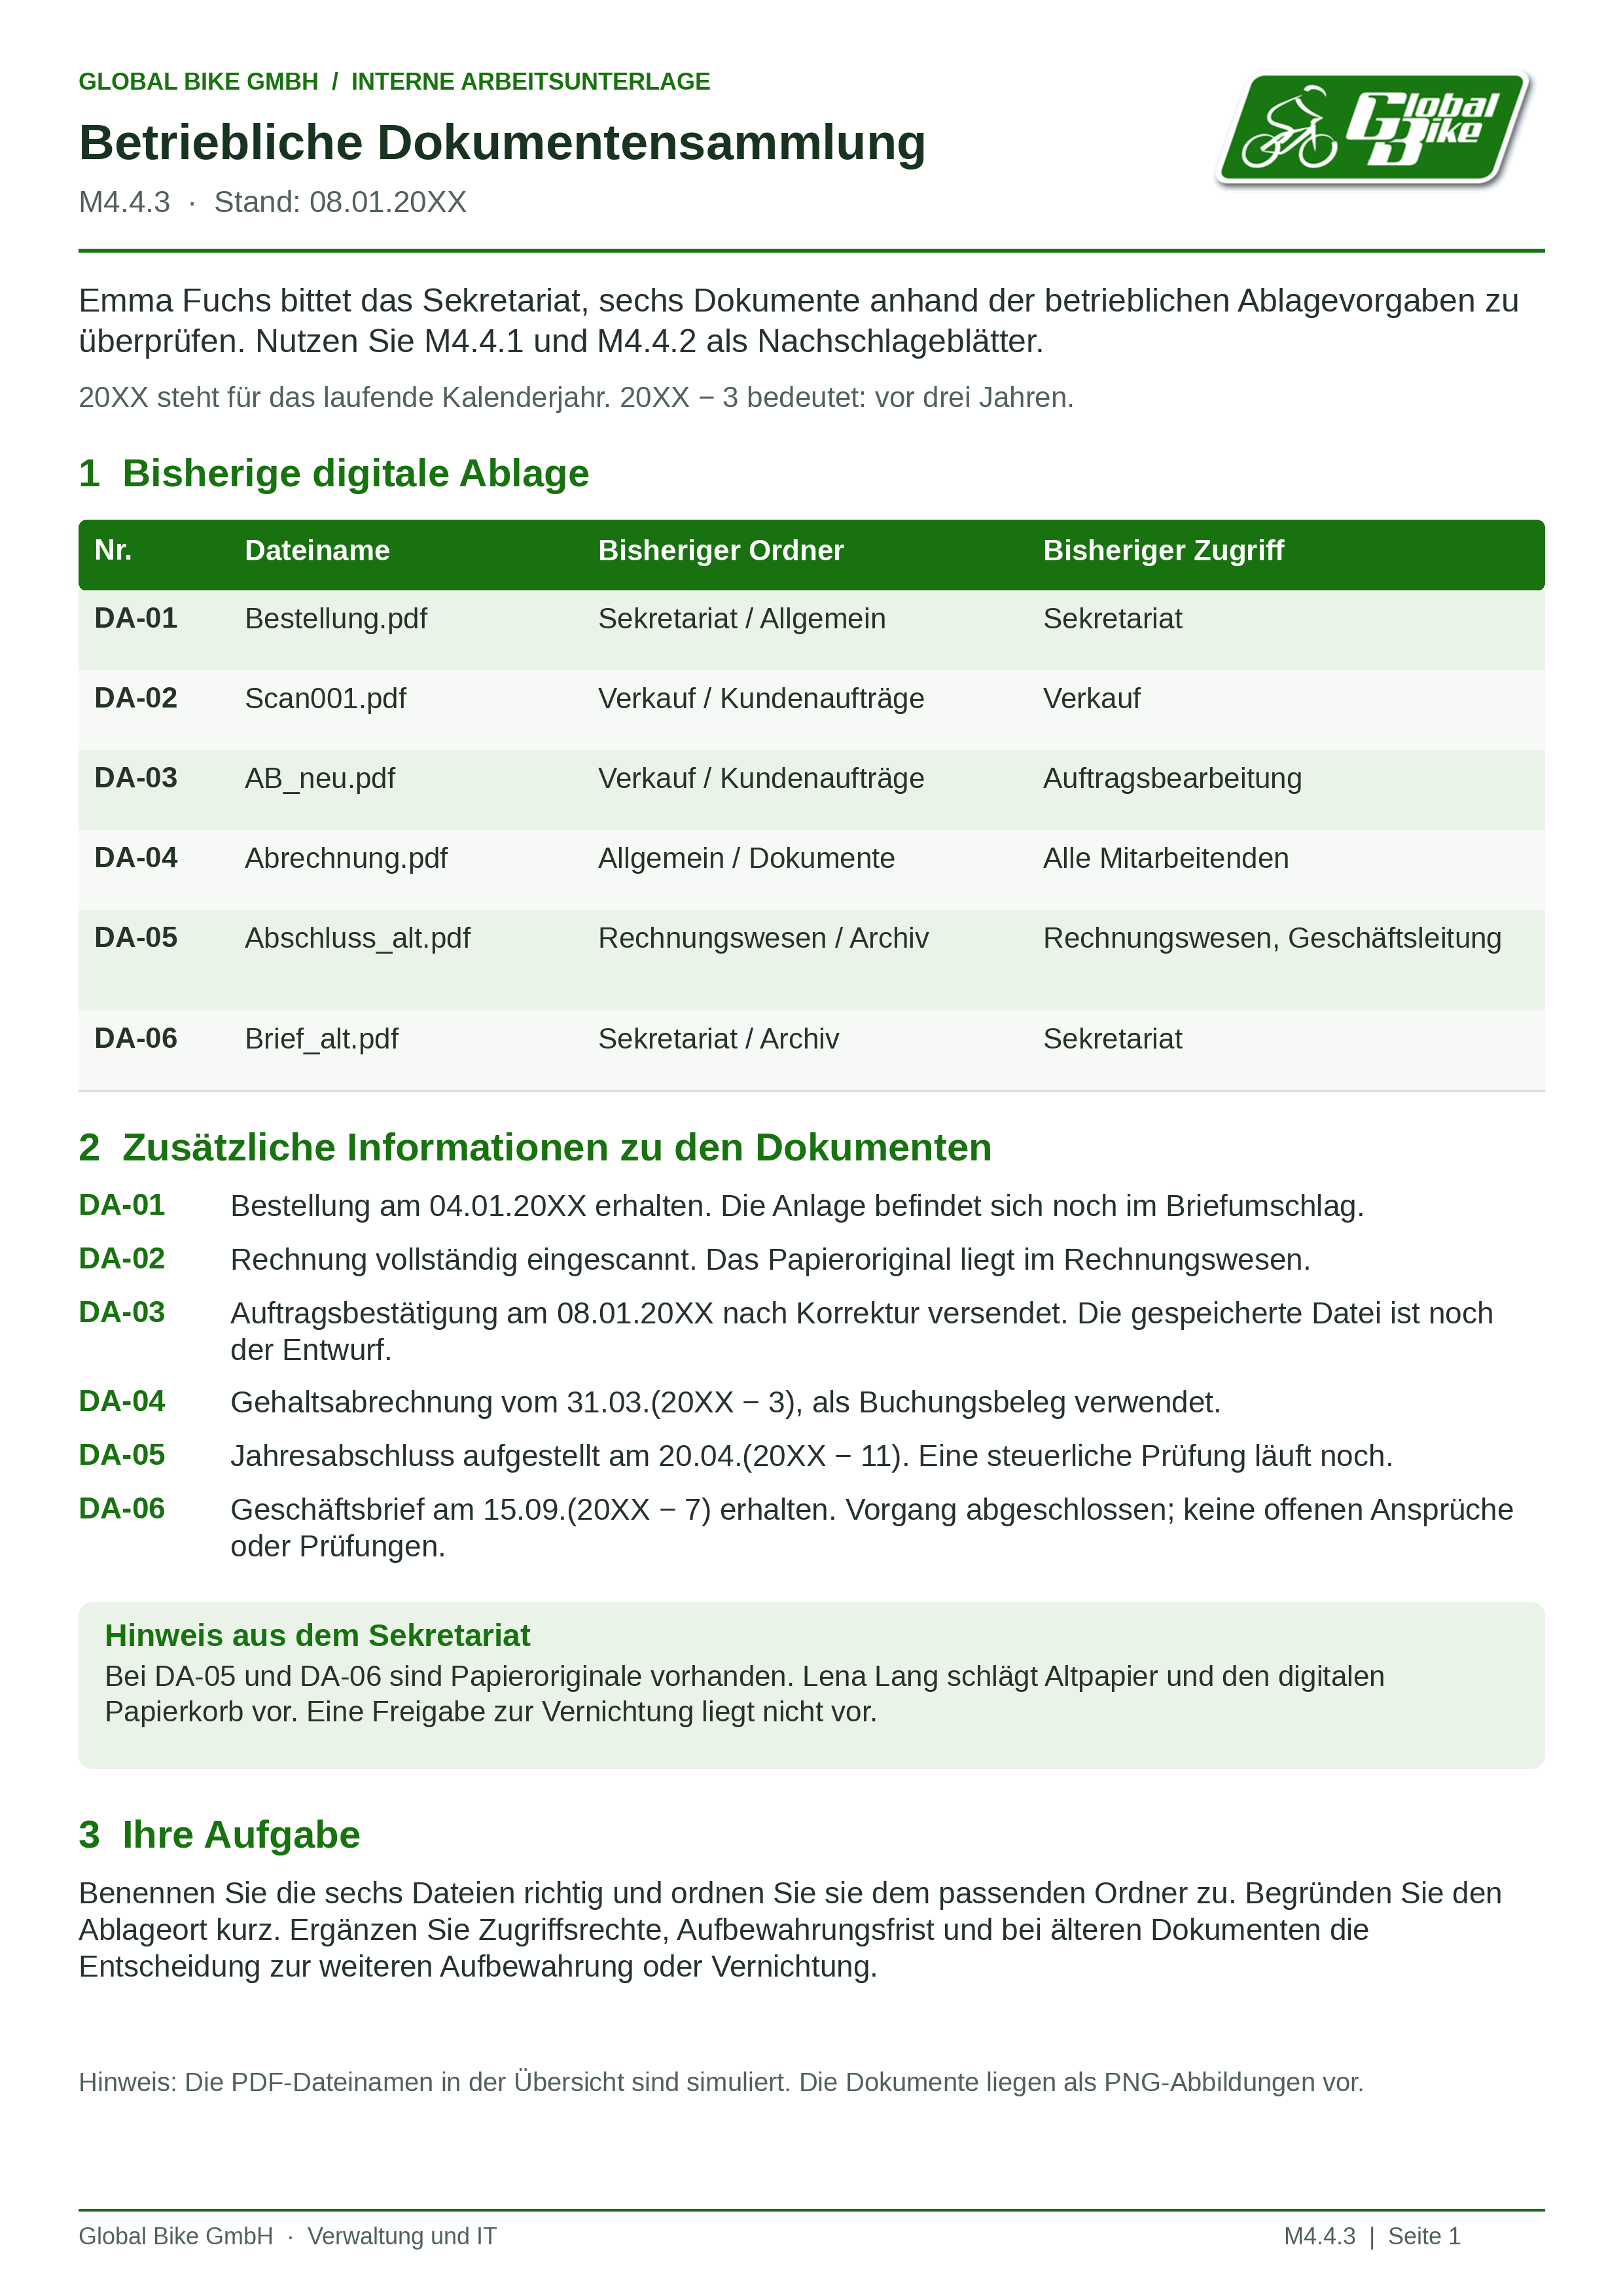 GLOBAL BIKE GMBH / INTERNE ARBEITSUNTERLAGE
Betriebliche Dokumentensammlung
M4.4.3 · Stand: 08.01.20XX
Global Bike
Emma Fuchs bittet das Sekretariat, sechs Dokumente anhand der betrieblichen Ablagevorgaben zu
überprüfen. Nutzen Sie M4.4.1 und M4.4.2 als Nachschlageblätter.
20XX steht für das laufende Kalenderjahr. 20XX − 3 bedeutet: vor drei Jahren.
1 Bisherige digitale Ablage
Nr. Dateiname Bisheriger Ordner Bisheriger Zugriff
DA-01 Bestellung.pdf Sekretariat / Allgemein Sekretariat
DA-02 Scan001.pdf Verkauf / Kundenaufträge Verkauf
DA-03 AB_neu.pdf Verkauf / Kundenaufträge Auftragsbearbeitung
DA-04 Abrechnung.pdf Allgemein / Dokumente Alle Mitarbeitenden
DA-05 Abschluss_alt.pdf Rechnungswesen / Archiv Rechnungswesen, Geschäftsleitung
DA-06 Brief_alt.pdf Sekretariat / Archiv Sekretariat
2 Zusätzliche Informationen zu den Dokumenten
DA-01 Bestellung am 04.01.20XX erhalten. Die Anlage befindet sich noch im Briefumschlag.
DA-02 Rechnung vollständig eingescannt. Das Papieroriginal liegt im Rechnungswesen.
DA-03 Auftragsbestätigung am 08.01.20XX nach Korrektur versendet. Die gespeicherte Datei ist noch
der Entwurf.
DA-04 Gehaltsabrechnung vom 31.03.(20XX − 3), als Buchungsbeleg verwendet.
DA-05 Jahresabschluss aufgestellt am 20.04.(20XX − 11). Eine steuerliche Prüfung läuft noch.
DA-06 Geschäftsbrief am 15.09.(20XX − 7) erhalten. Vorgang abgeschlossen; keine offenen Ansprüche
oder Prüfungen.
Hinweis aus dem Sekretariat
Bei DA-05 und DA-06 sind Papieroriginale vorhanden. Lena Lang schlägt Altpapier und den digitalen
Papierkorb vor. Eine Freigabe zur Vernichtung liegt nicht vor.
3 Ihre Aufgabe
Benennen Sie die sechs Dateien richtig und ordnen Sie sie dem passenden Ordner zu. Begründen Sie den
Ablageort kurz. Ergänzen Sie Zugriffsrechte, Aufbewahrungsfrist und bei älteren Dokumenten die
Entscheidung zur weiteren Aufbewahrung oder Vernichtung.
Hinweis: Die PDF-Dateinamen in der Übersicht sind simuliert. Die Dokumente liegen als PNG-Abbildungen vor.
Global Bike GmbH · Verwaltung und IT M4.4.3 | Seite 1